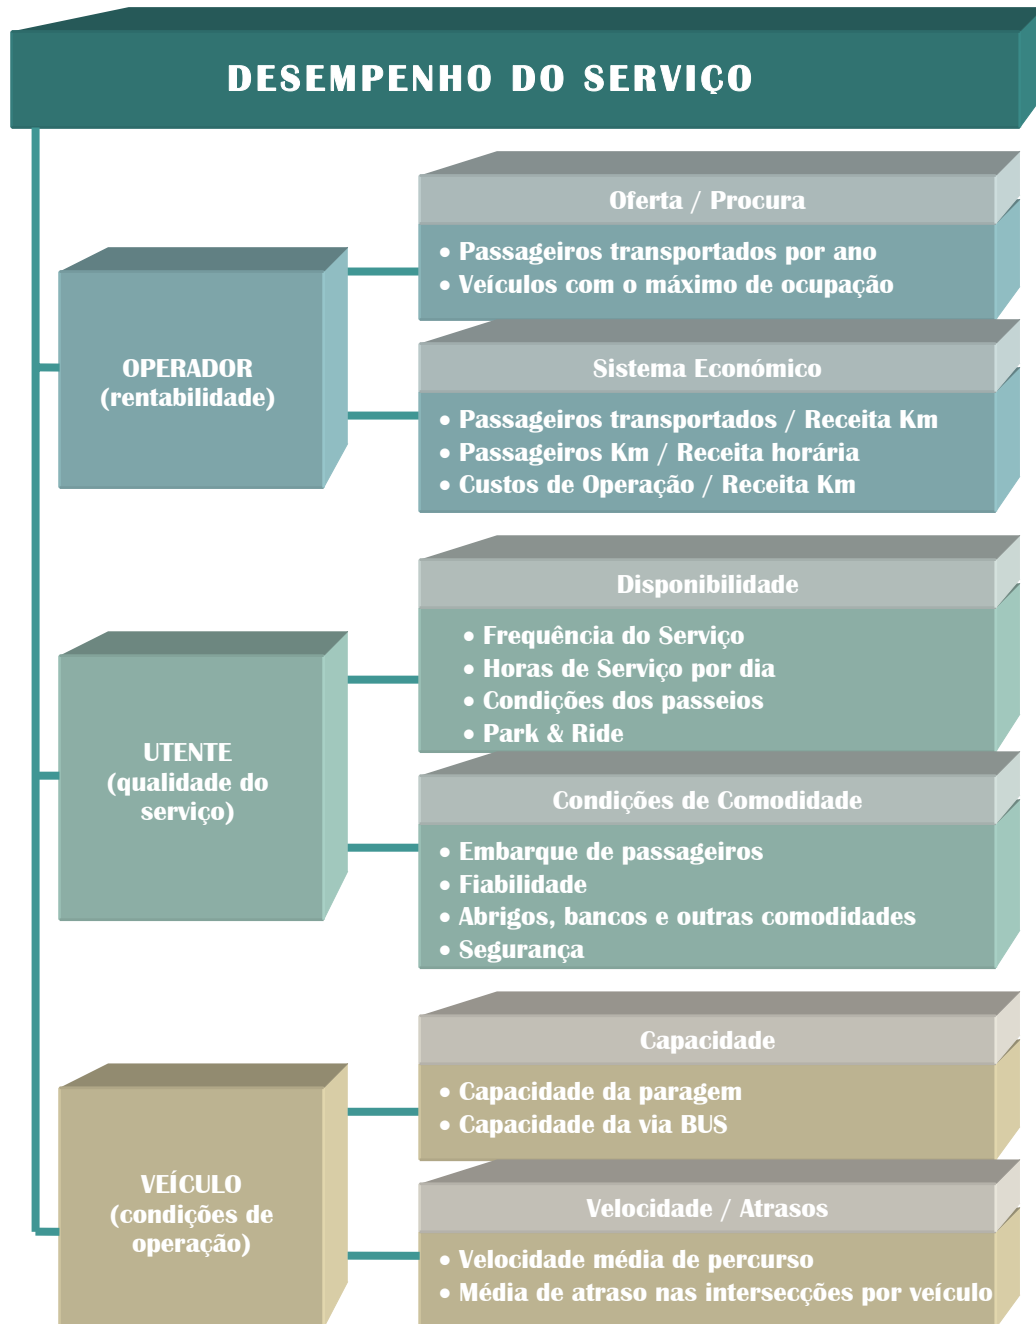 DESEMPENHO DO SERVIÇO
OPERADOR
(rentabilidade)
Oferta / Procura
• Passageiros transportados por ano
• Veículos com o máximo de ocupação
Sistema Económico
• Passageiros transportados / Receita Km
• Passageiros Km / Receita horária
• Custos de Operação / Receita Km
UTENTE
(qualidade do
serviço)
Disponibilidade
• Frequência do Serviço
• Horas de Serviço por dia
• Condições dos passeios
• Park & Ride
Condições de Comodidade
• Embarque de passageiros
• Fiabilidade
• Abrigos, bancos e outras comodidades
• Segurança
VEÍCULO
(condições de
operação)
Capacidade
• Capacidade da paragem
• Capacidade da via BUS
Velocidade / Atrasos
• Velocidade média de percurso
• Média de atraso nas intersecções por veículo